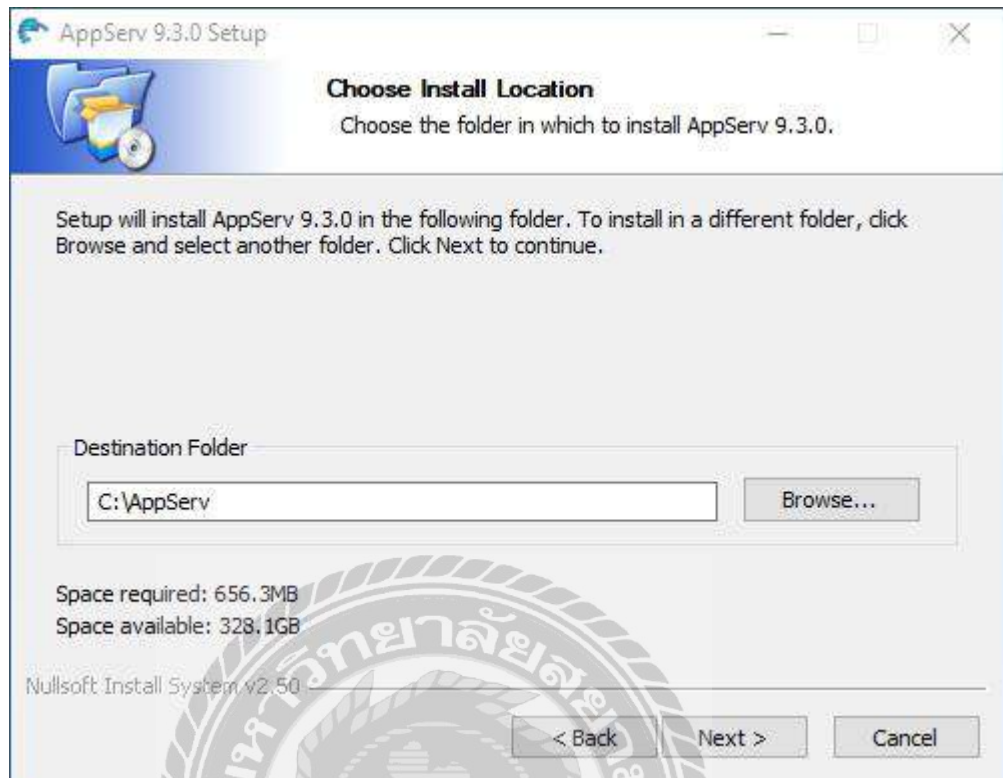 AppServ 9.3.0 Setup
Choose Install Location
Choose the folder in which to install AppServ 9.3.0.
Setup will install AppServ 9.3.0 in the following folder. To install in a different folder, click
Browse and select another folder. Click Next to continue.
Destination Folder
C:\AppServ
Browse...
Space required: 656.3MB
Space available: 328.1GB
Nullsoft Install System v2.50
< Back
Next >
Cancel